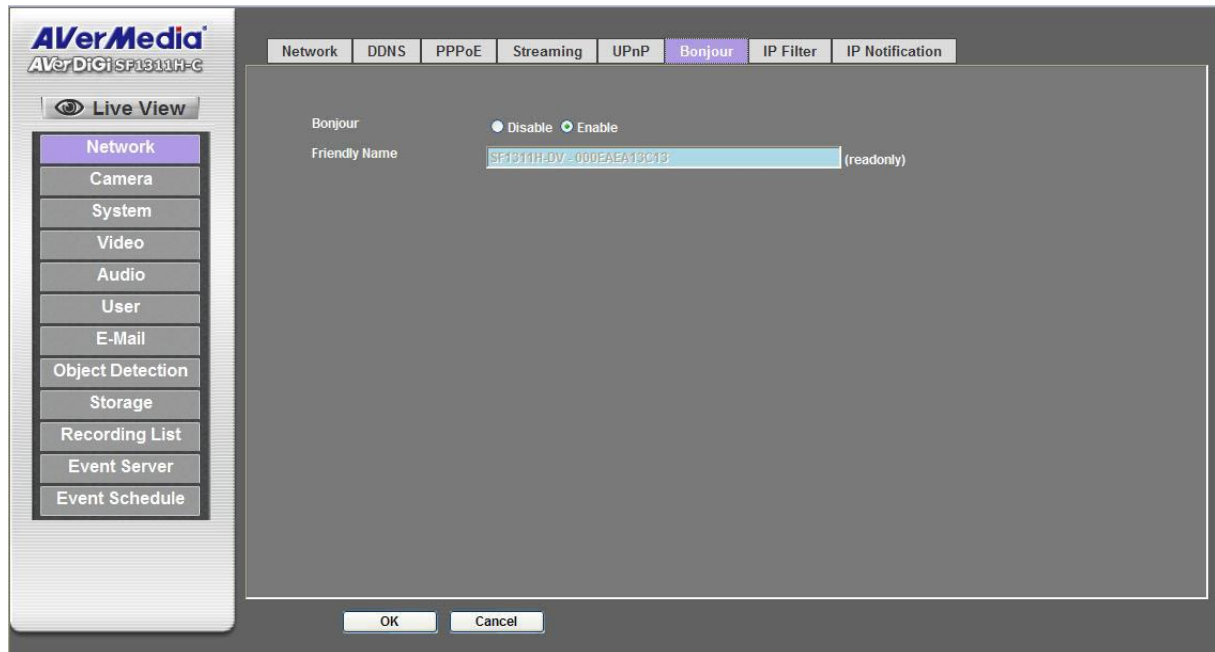 AVerMedia
AVerDiGi SF1311H-C
Live View
Network
Camera
System
Video
Audio
User
E-Mail
Object Detection
Storage
Recording List
Event Server
Event Schedule
Network DDNS PPPoE Streaming UPnP Bonjour IP Filter IP Notification
Bonjour Disable Enable
Friendly Name SF1311H-DV - 000EAEA13C13 (readonly)
OK Cancel